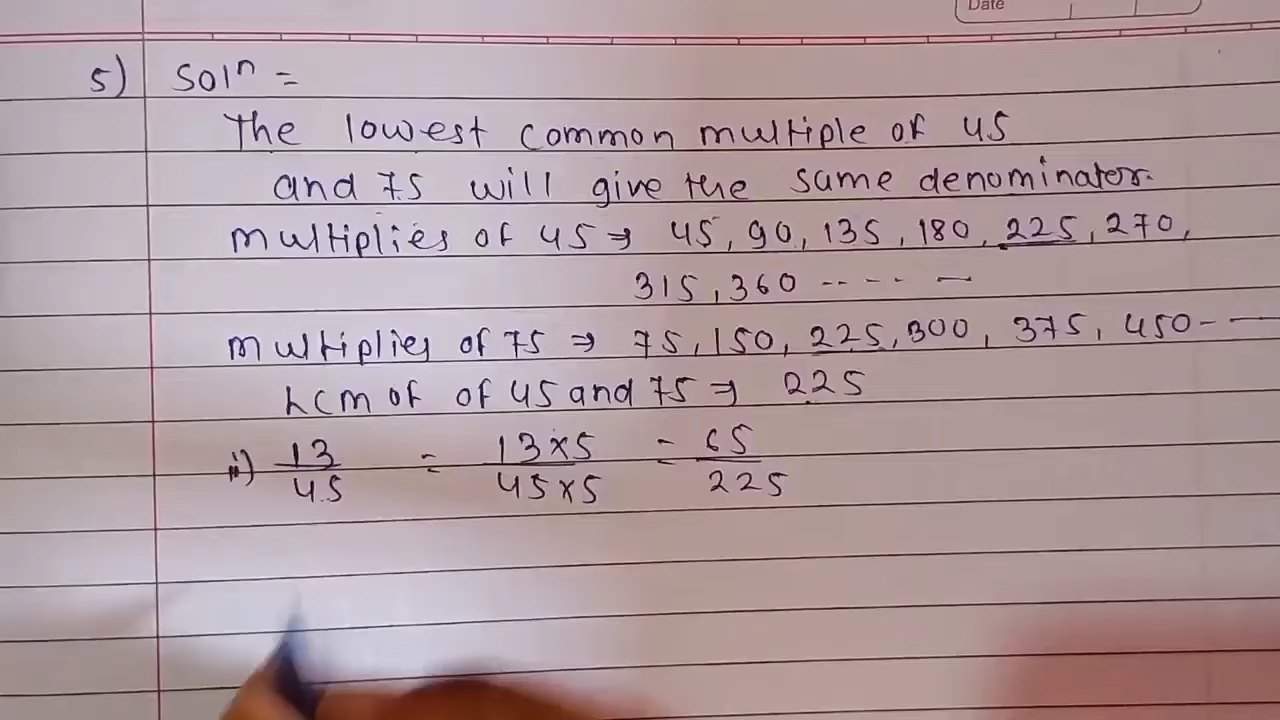 Date
5) Solⁿ =
The lowest common multiple of 45
and 75 will give the same denominator.
multiplies of 45 ⇒ 45, 90, 135, 180, 225, 270,
315, 360 ----- —
multiplies of 75 ⇒ 75, 150, 225, 300, 375, 450 - —
LCM of of 45 and 75 ⇒ 225
ii) 13/45 = 13×5/45×5 = 65/225